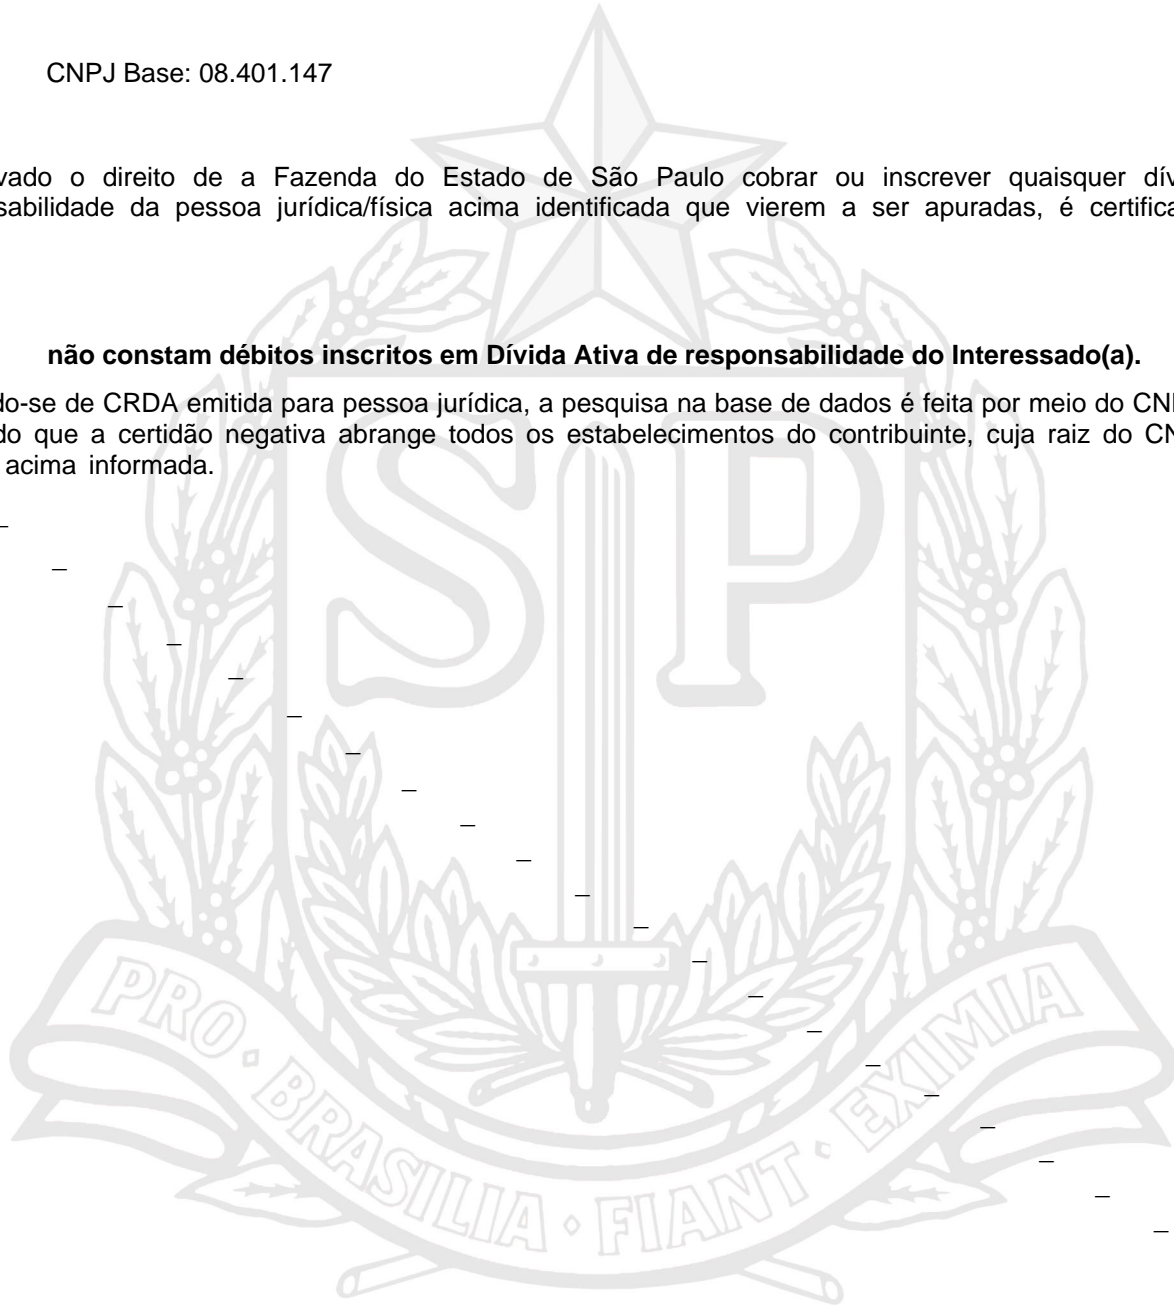 CNPJ Base: 08.401.147
vado o direito de a Fazenda do Estado de São Paulo cobrar ou inscrever quaisquer dív
sabilidade da pessoa jurídica/física acima identificada que vierem a ser apuradas, é certifica
não constam débitos inscritos em Dívida Ativa de responsabilidade do Interessado(a).
do-se de CRDA emitida para pessoa jurídica, a pesquisa na base de dados é feita por meio do CN
do que a certidão negativa abrange todos os estabelecimentos do contribuinte, cuja raiz do CN
acima informada.
SP
PRO · BRASILIA · FIANT · EXIMIA